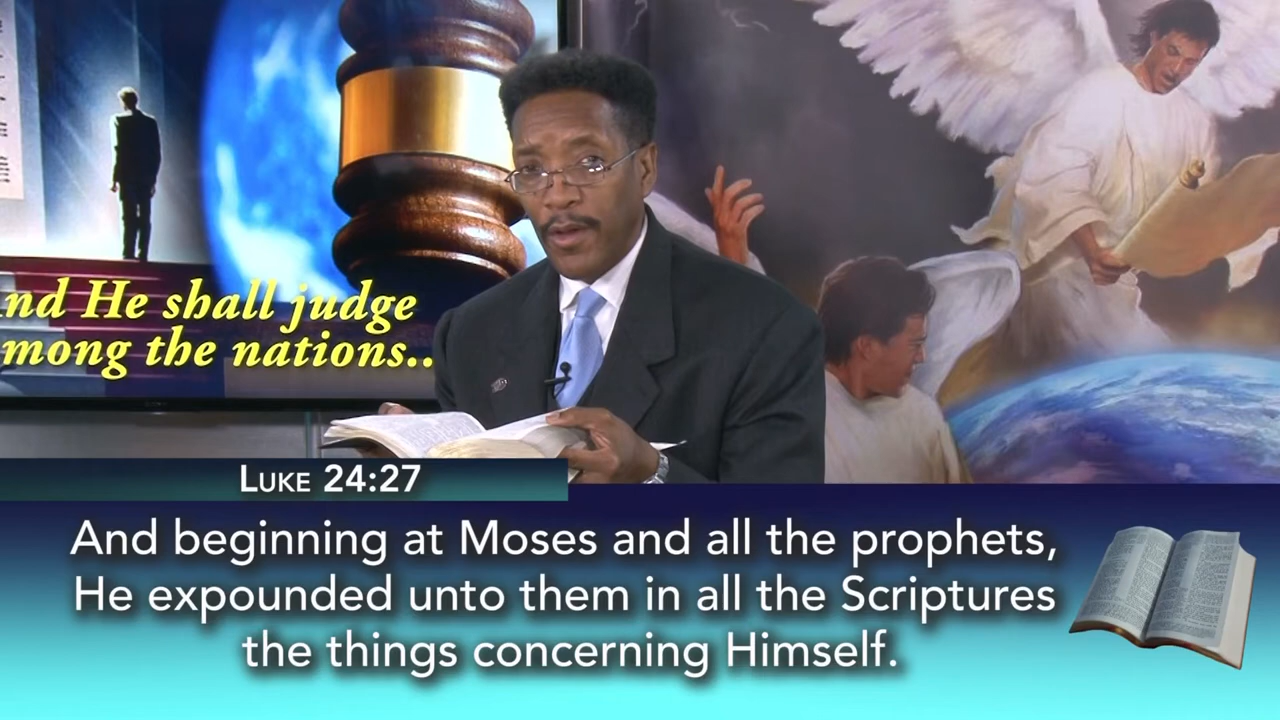 nd He shall judge
mong the nations..
LUKE 24:27
And beginning at Moses and all the prophets,
He expounded unto them in all the Scriptures
the things concerning Himself.